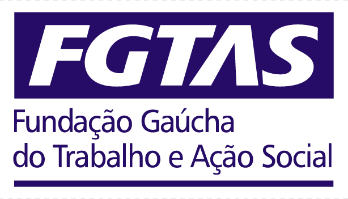 FGTAS
Fundação Gaúcha
do Trabalho e Ação Social